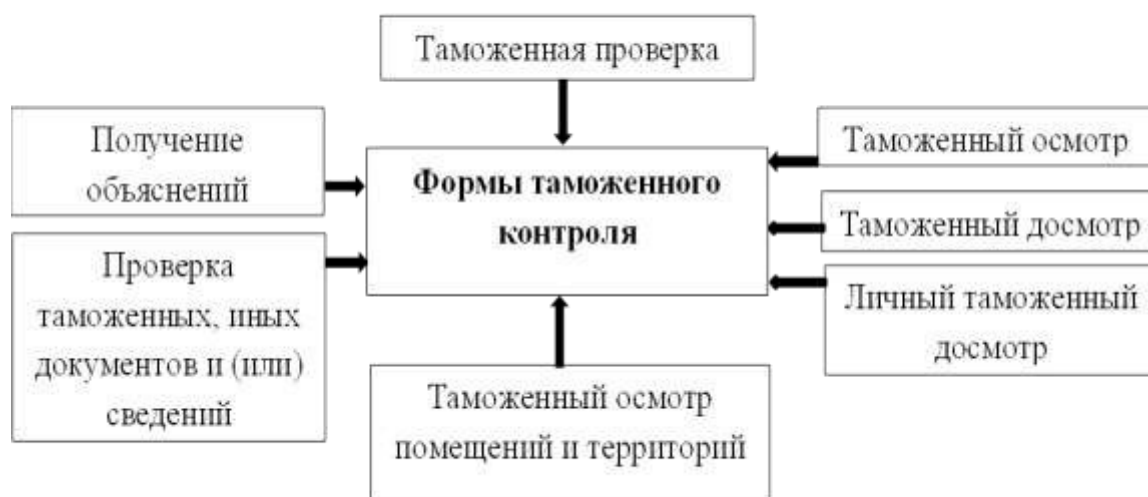 Таможенная проверка
Получение
объяснений
Формы таможенного
контроля
Таможенный осмотр
Таможенный досмотр
Личный таможенный
досмотр
Проверка
таможенных, иных
документов и (или)
сведений
Таможенный осмотр
помещений и территорий